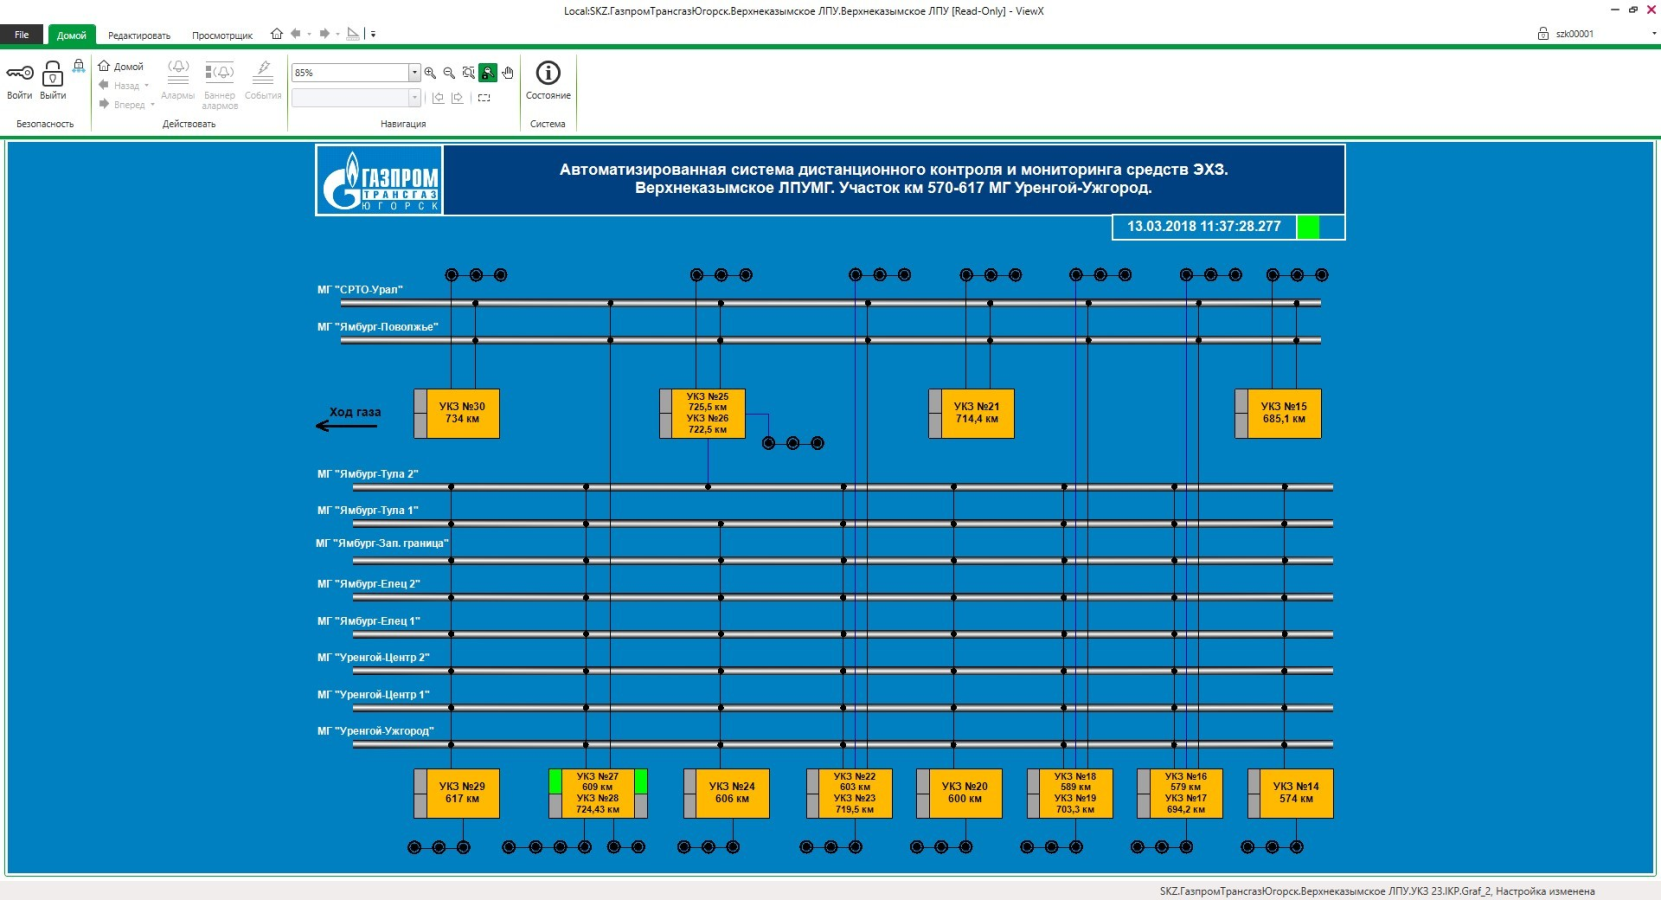 Local:SKZ.ГазпромТрансгазЮгорск.Верхнеказымское ЛПУ.Верхнеказымское ЛПУ [Read-Only] - ViewX
File
Домой
Редактировать
Просмотрщик
szk00001
Войти
Выйти
Безопасность
Домой
Назад
Вперед
Алармы
Баннер
алармов
События
Действовать
85%
Навигация
Состояние
Система
ГАЗПРОМ
ТРАНСГАЗ
ЮГОРСК
Автоматизированная система дистанционного контроля и мониторинга средств ЭХЗ.
Верхнеказымское ЛПУМГ. Участок км 570-617 МГ Уренгой-Ужгород.
13.03.2018 11:37:28.277
МГ "СРТО-Урал"
МГ "Ямбург-Поволжье"
Ход газа
УКЗ №30
734 км
УКЗ №25
725,5 км
УКЗ №26
722,5 км
УКЗ №21
714,4 км
УКЗ №15
685,1 км
МГ "Ямбург-Тула 2"
МГ "Ямбург-Тула 1"
МГ "Ямбург-Зап. граница"
МГ "Ямбург-Елец 2"
МГ "Ямбург-Елец 1"
МГ "Уренгой-Центр 2"
МГ "Уренгой-Центр 1"
МГ "Уренгой-Ужгород"
УКЗ №29
617 км
УКЗ №27
609 км
УКЗ №28
724,43 км
УКЗ №24
606 км
УКЗ №22
603 км
УКЗ №23
719,5 км
УКЗ №20
600 км
УКЗ №18
589 км
УКЗ №19
703,3 км
УКЗ №16
579 км
УКЗ №17
694,2 км
УКЗ №14
574 км
SKZ.ГазпромТрансгазЮгорск.Верхнеказымское ЛПУ.УКЗ 23.IKP.Graf_2, Настройка изменена